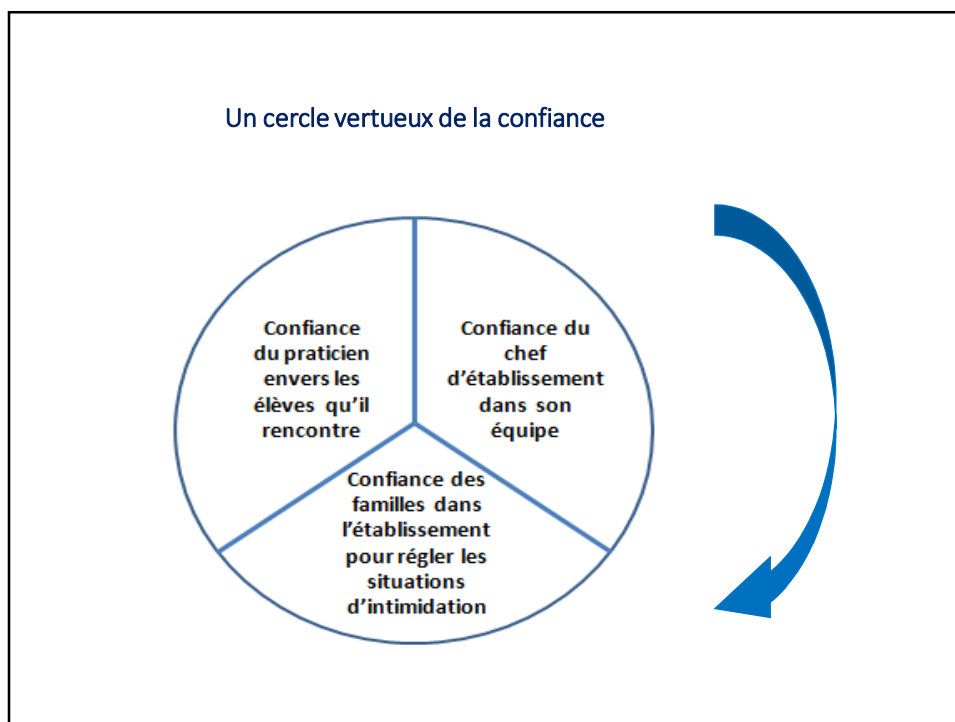 Un cercle vertueux de la confiance
Confiance
du praticien
envers les
élèves qu'il
rencontre
Confiance du
chef
d'établissement
dans son
équipe
Confiance des
familles dans
l'établissement
pour régler les
situations
d'intimidation